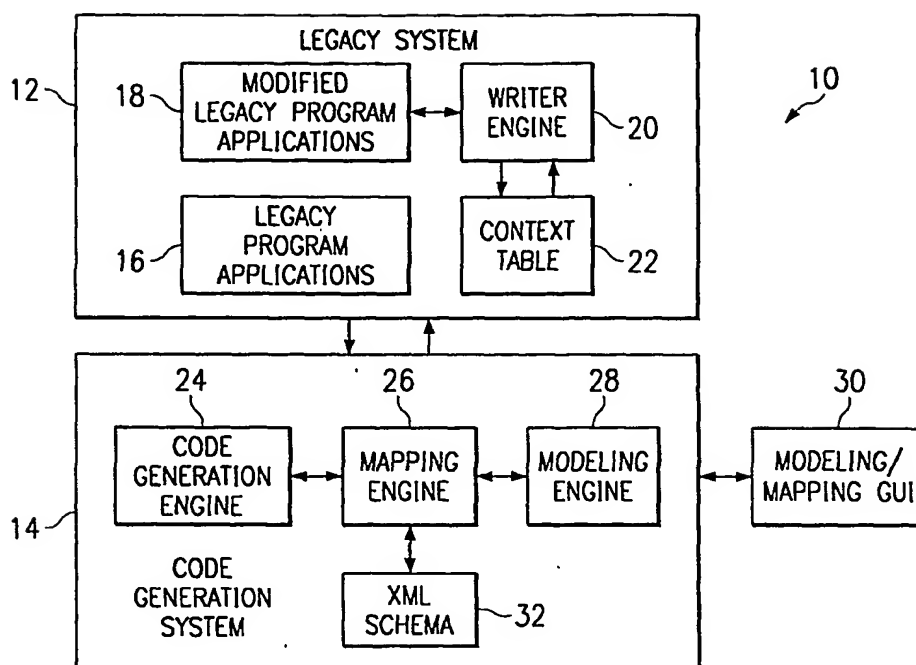 LEGACY SYSTEM
12
18
MODIFIED
LEGACY PROGRAM
APPLICATIONS
WRITER
ENGINE
20
10
16
LEGACY
PROGRAM
APPLICATIONS
CONTEXT
TABLE
22
24
26
28
30
CODE
GENERATION
ENGINE
MAPPING
ENGINE
MODELING
ENGINE
MODELING/
MAPPING GUI
14
CODE
GENERATION
SYSTEM
XML
SCHEMA
32